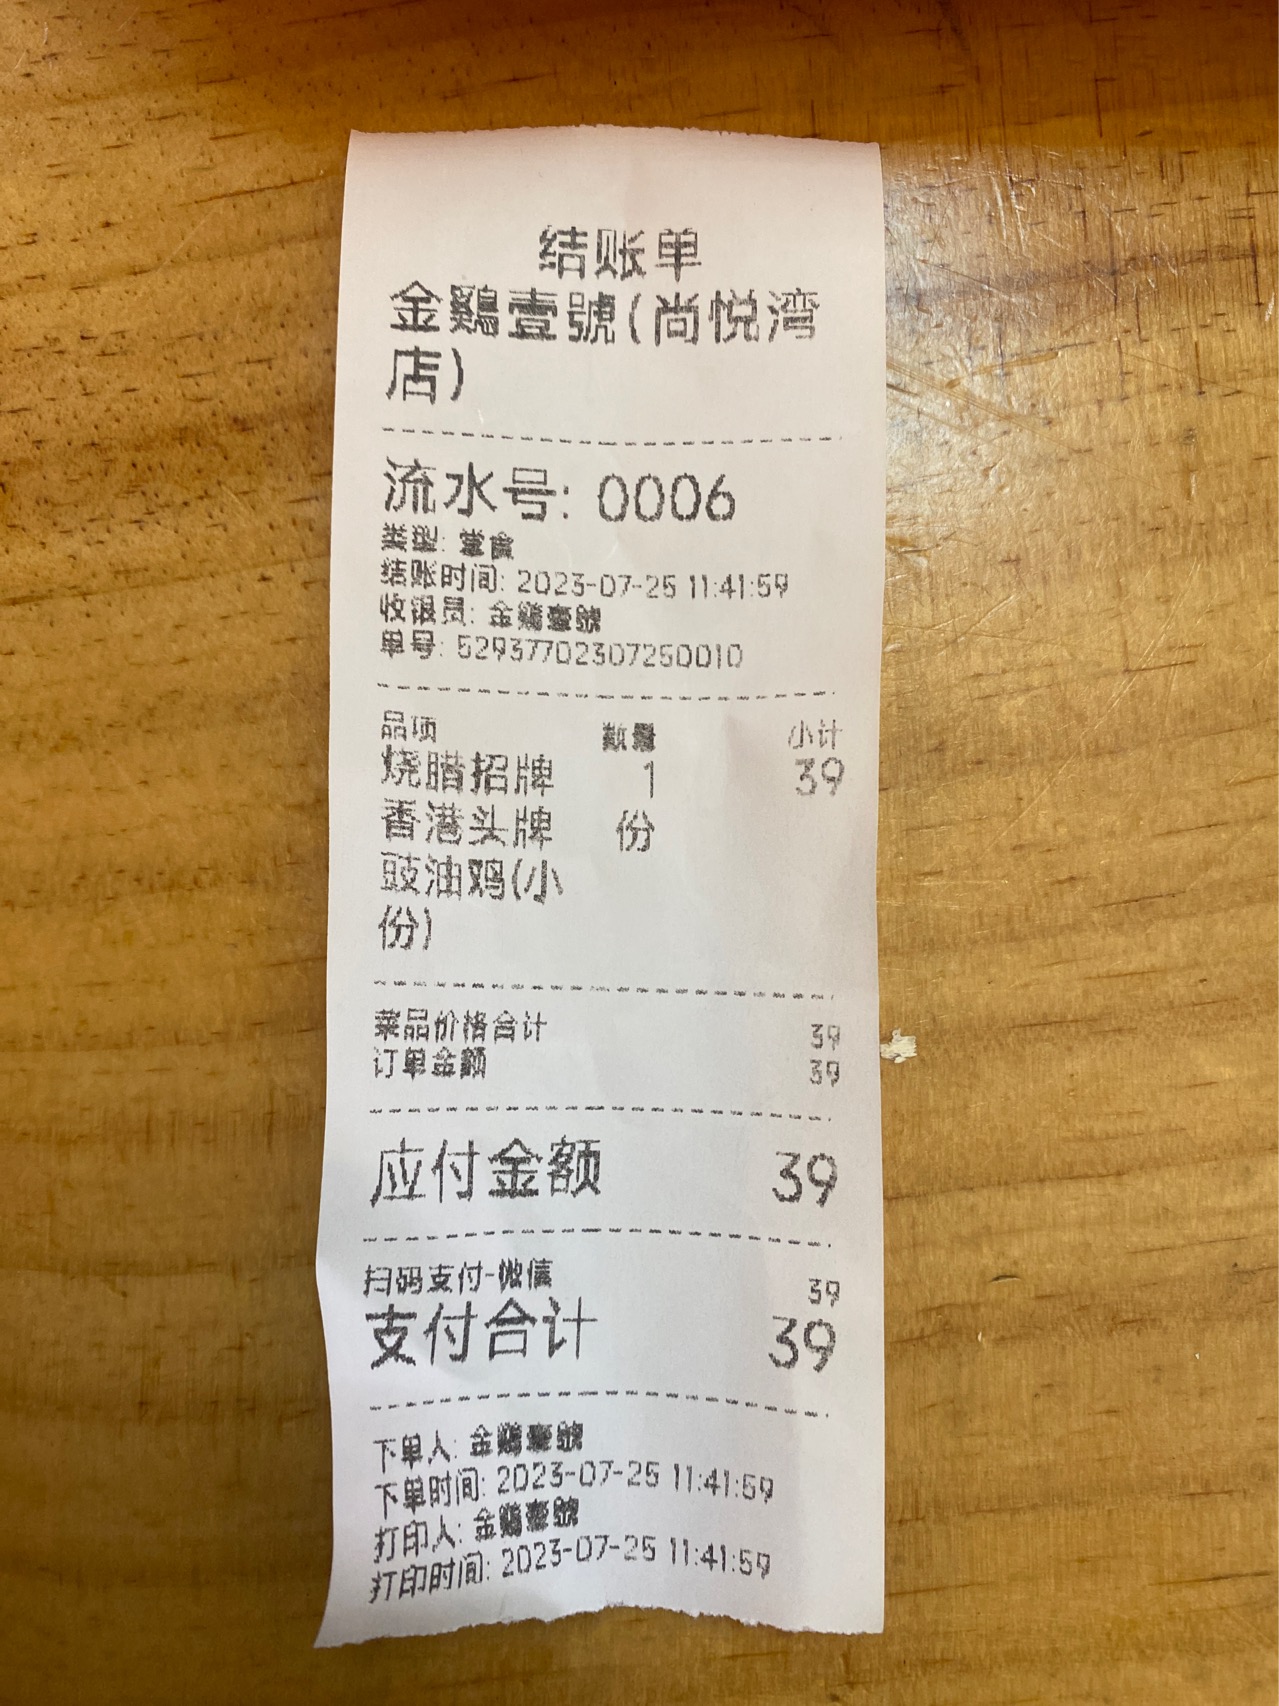 结账单
金鷄壹號(尚悦湾
店)
流水号: 0006
类型: 堂食
结账时间: 2023-07-25 11:41:59
收银员: 金鷄壹號
单号: 52937702307250010
品项 数量 小计
烧腊招牌 1 39
香港头牌 份
豉油鸡(小
份)
菜品价格合计 39
订单金额 39
应付金额 39
扫码支付-微信 39
支付合计 39
下单人: 金鷄壹號
下单时间: 2023-07-25 11:41:59
打印人: 金鷄壹號
打印时间: 2023-07-25 11:41:59